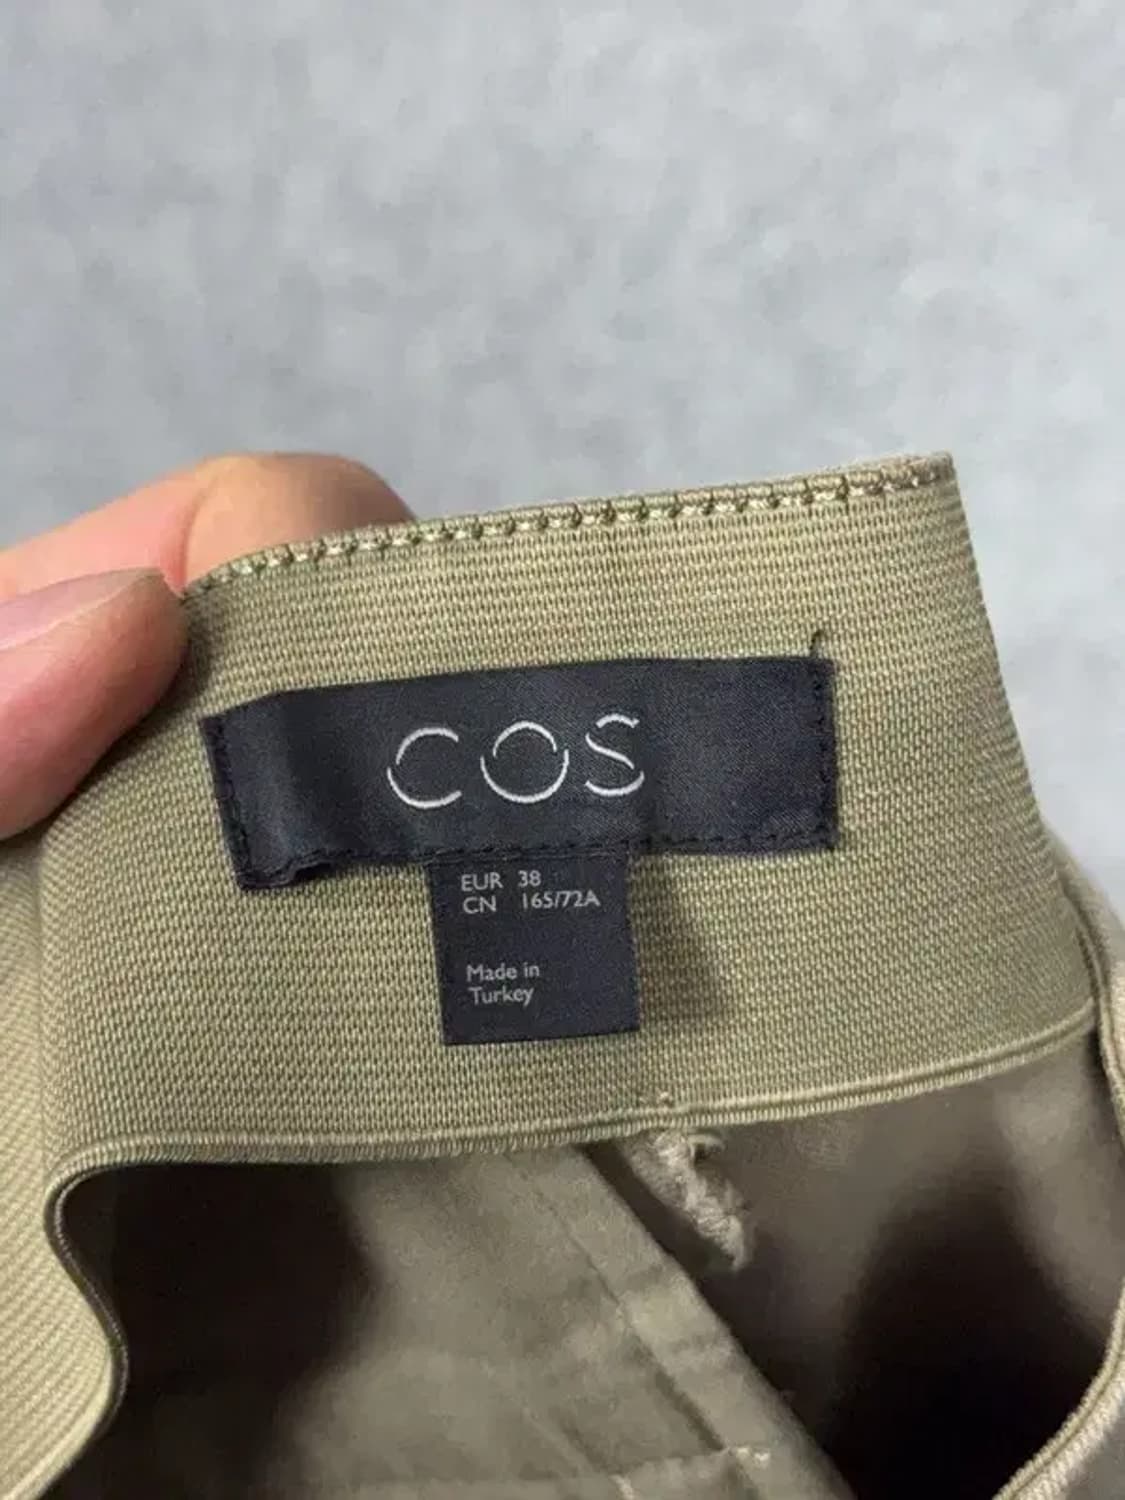 COS
EUR 38
CN 165/72A
Made in
Turkey